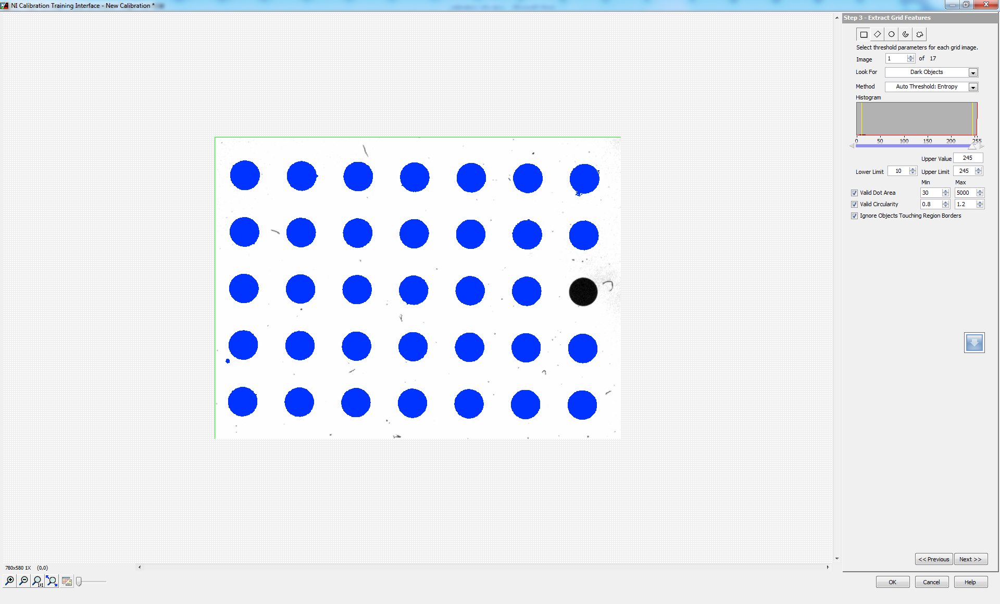 NI Calibration Training Interface - New Calibration *
Step 3 - Extract Grid Features
Select threshold parameters for each grid image.
Image 1 of 17
Look For Dark Objects
Method Auto Threshold: Entropy
Histogram
0 50 100 150 200 255
Upper Value 245
Lower Limit 10 Upper Limit 245
Min Max
Valid Dot Area 30 5000
Valid Circularity 0.8 1.2
Ignore Objects Touching Region Borders
<< Previous Next >>
780x580 1X (0,0)
1:1
OK Cancel Help